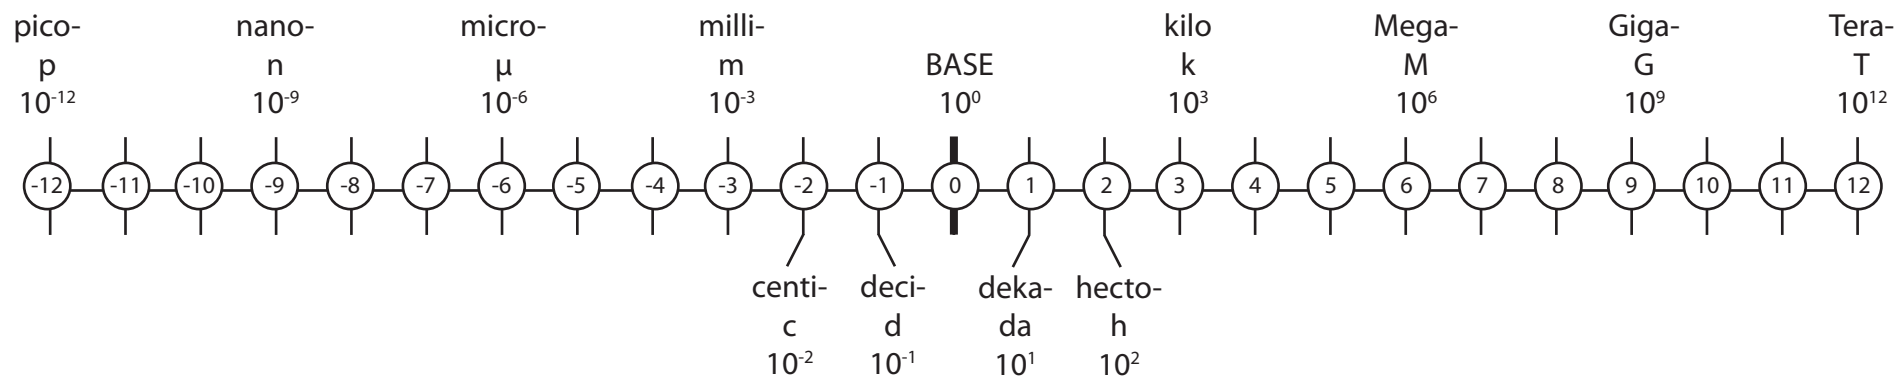 pico- nano- micro- milli- kilo Mega- Giga- Tera-
p n µ m BASE k M G T
10⁻¹² 10⁻⁹ 10⁻⁶ 10⁻³ 10⁰ 10³ 10⁶ 10⁹ 10¹²
-12 -11 -10 -9 -8 -7 -6 -5 -4 -3 -2 -1 0 1 2 3 4 5 6 7 8 9 10 11 12
centi- deci- deka- hecto-
c d da h
10⁻² 10⁻¹ 10¹ 10²